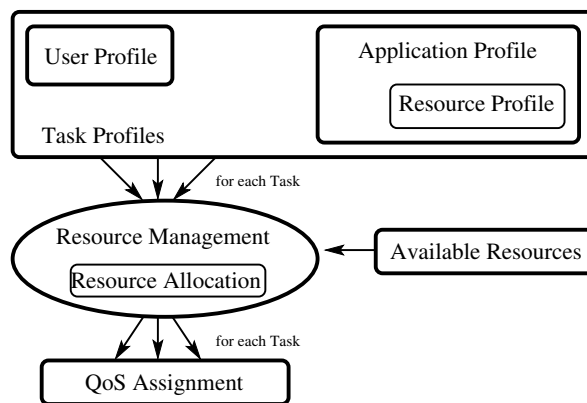 User Profile
Application Profile
Resource Profile
Task Profiles
for each Task
Resource Management
Available Resources
Resource Allocation
for each Task
QoS Assignment